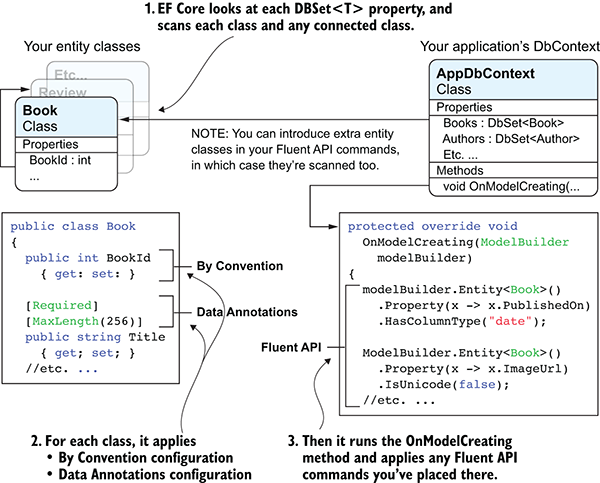 1. EF Core looks at each DBSet<T> property, and
scans each class and any connected class.
Your entity classes
Your application's DbContext
Etc...
Review
Book
Class
Properties
BookId : int
...
AppDbContext
Class
Properties
Books : DbSet<Book>
Authors : DbSet<Author>
Etc. ...
Methods
void OnModelCreating(...
NOTE: You can introduce extra entity
classes in your Fluent API commands,
in which case they're scanned too.
public class Book
{
public int BookId
{ get: set: }
[Required]
[MaxLength(256)]
public string Title
{ get; set; }
//etc. ...
By Convention
Data Annotations
Fluent API
protected override void
OnModelCreating(ModelBuilder
modelBuilder)
{
modelBuilder.Entity<Book>()
.Property(x -> x.PublishedOn)
.HasColumnType("date");
ModelBuilder.Entity<Book>()
.Property(x -> x.ImageUrl)
.IsUnicode(false);
//etc. ...
2. For each class, it applies
• By Convention configuration
• Data Annotations configuration
3. Then it runs the OnModelCreating
method and applies any Fluent API
commands you've placed there.